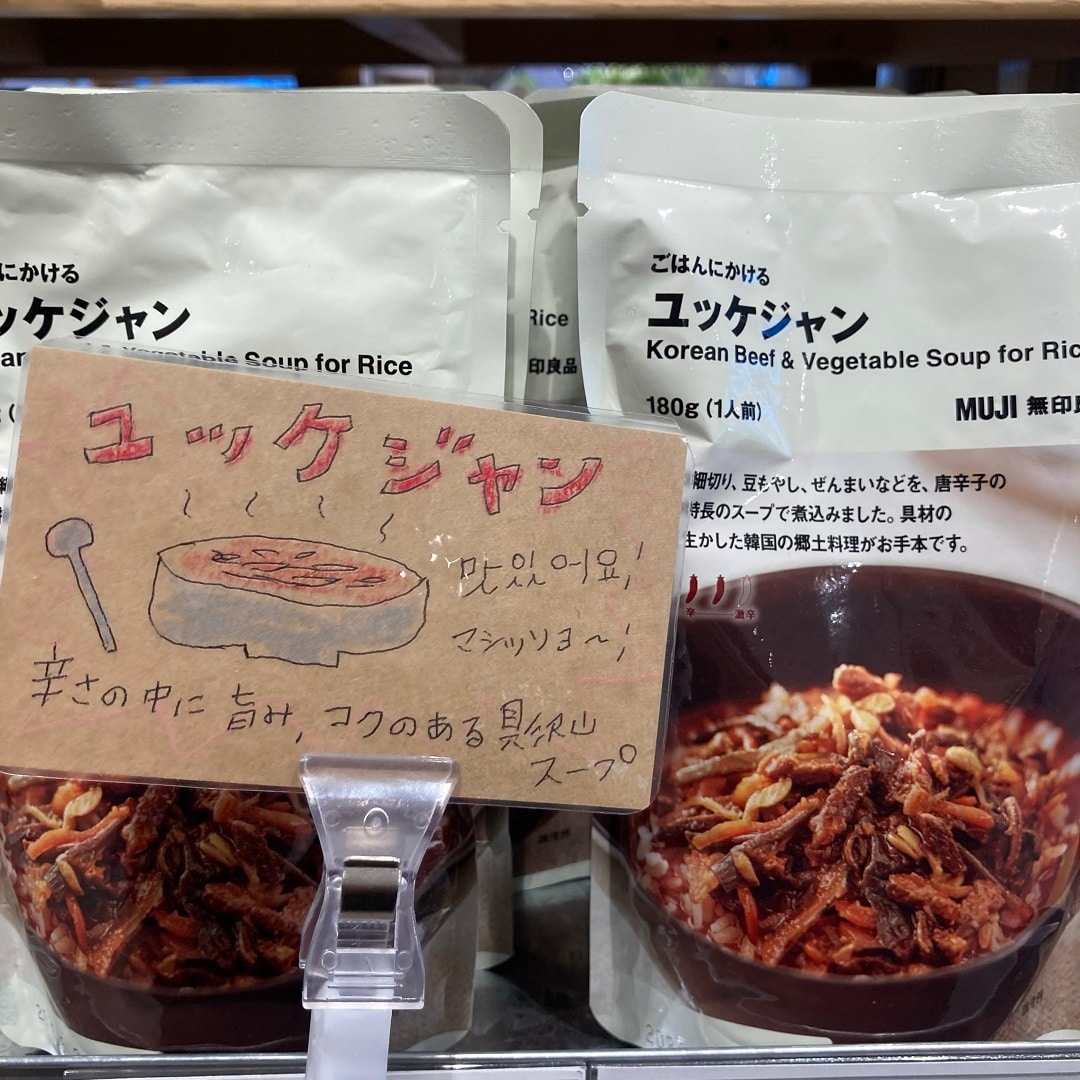 にかける
ッケジャン
& Vegetable Soup for Rice
Rice
印良品
ごはんにかける
ユッケジャン
Korean Beef & Vegetable Soup for Ric
180g (1人前)
MUJI 無印
細切り、豆もやし、ぜんまいなどを、唐辛子の
特長のスープで煮込みました。具材の
生かした韓国の郷土料理がお手本です。
辛 激辛
ユッケジャン
맛있어요!
マシッソヨ〜!
辛さの中に旨み,コクのある具沢山
スープ